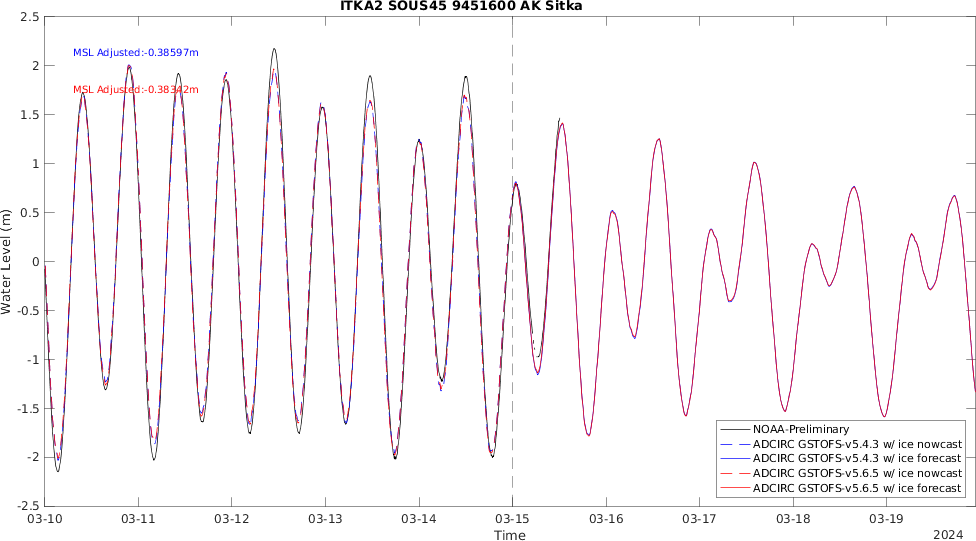 ITKA2 SOUS45 9451600 AK Sitka
2.5
2
1.5
1
0.5
0
-0.5
-1
-1.5
-2
-2.5
Water Level (m)
MSL Adjusted:-0.38597m
MSL Adjusted:-0.38342m
NOAA-Preliminary
ADCIRC GSTOFS-v5.4.3 w/ ice nowcast
ADCIRC GSTOFS-v5.4.3 w/ ice forecast
ADCIRC GSTOFS-v5.6.5 w/ ice nowcast
ADCIRC GSTOFS-v5.6.5 w/ ice forecast
03-10 03-11 03-12 03-13 03-14 03-15 03-16 03-17 03-18 03-19
Time
2024